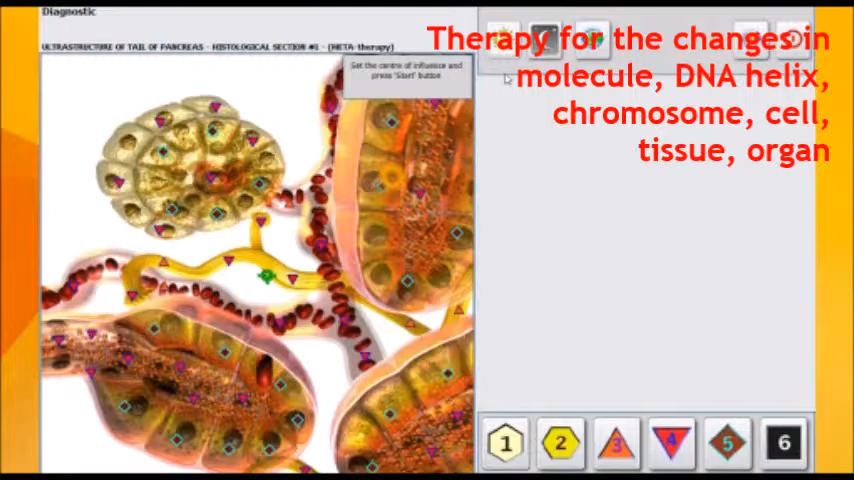 Diagnostic
ULTRASTRUCTURE OF TAIL OF PANCREAS - HISTOLOGICAL SECTION #1 - (META-therapy)
Set the centre of influence and
press 'Start' button
Therapy for the changes in
molecule, DNA helix,
chromosome, cell,
tissue, organ
1 2 3 4 5 6